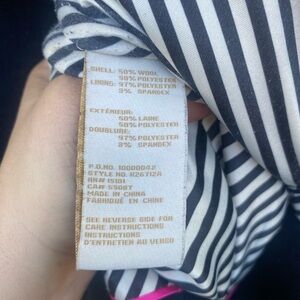 SHELL: 50% WOOL
50% POLYESTER
LINING: 97% POLYESTER
3% SPANDEX
EXTÉRIEUR:
50% LAINE
50% POLYESTER
DOUBLURE:
97% POLYESTER
3% SPANDEX
P.O.NO. 10000042
STYLE NO. R26712A
RN# 15101
CA# 57087
MADE IN CHINA
FABRIQUÉ EN CHINE
SEE REVERSE SIDE FOR
CARE INSTRUCTIONS
INSTRUCTIONS
D'ENTRETIEN AU VERSO